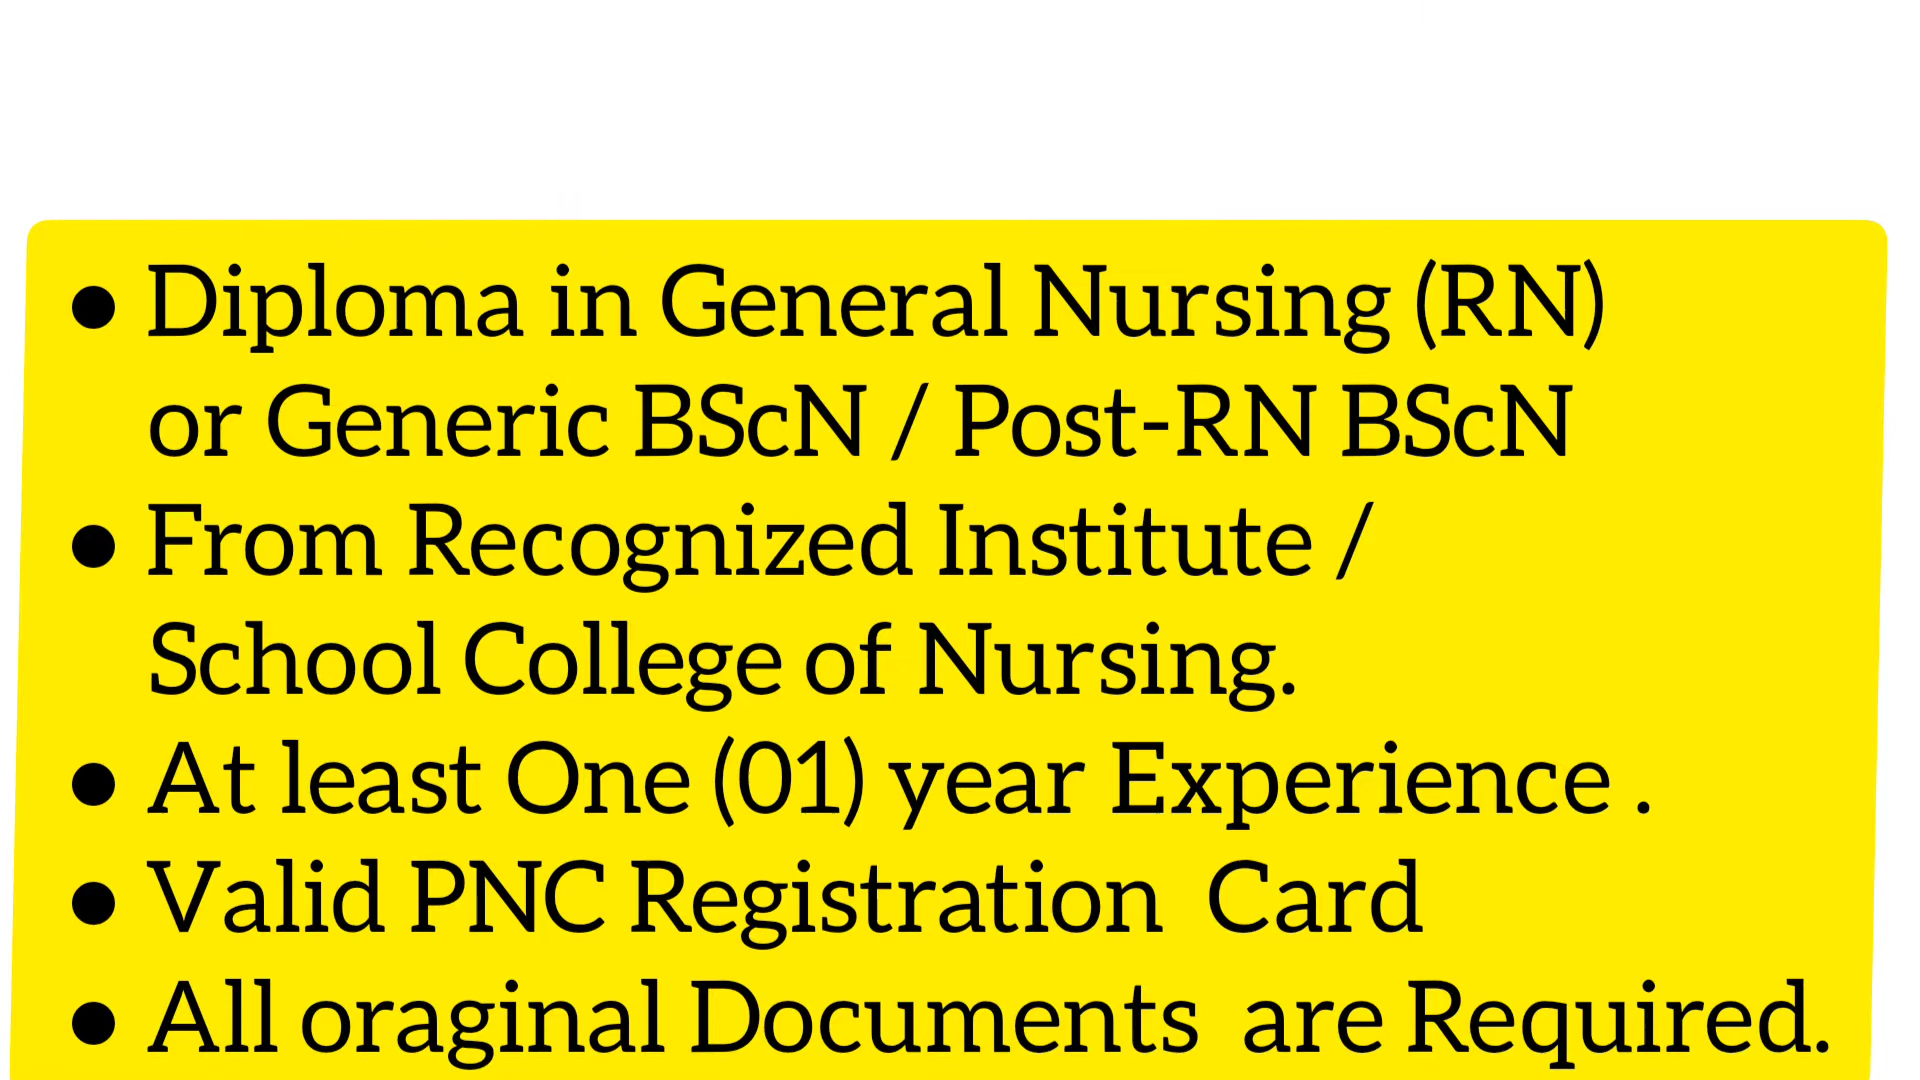 ● Diploma in General Nursing (RN)
or Generic BScN / Post-RN BScN
● From Recognized Institute /
School College of Nursing.
● At least One (01) year Experience .
● Valid PNC Registration  Card
● All oraginal Documents  are Required.